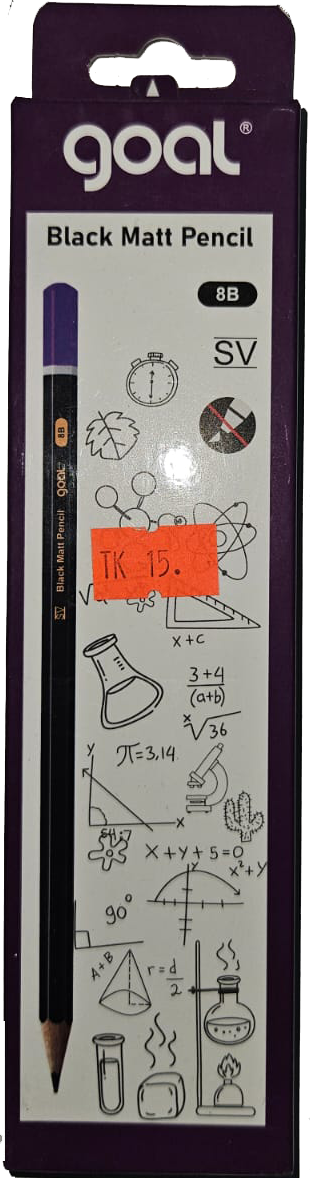 goal®
Black Matt Pencil
8B
SV
8B
goal
Black Matt Pencil
SV
TK 15.
√
x+c
3+4
(a+b)
x√36
π=3,14
y
x
X+Y+5=0
y
x²+y
90°
A+B
r=d
2